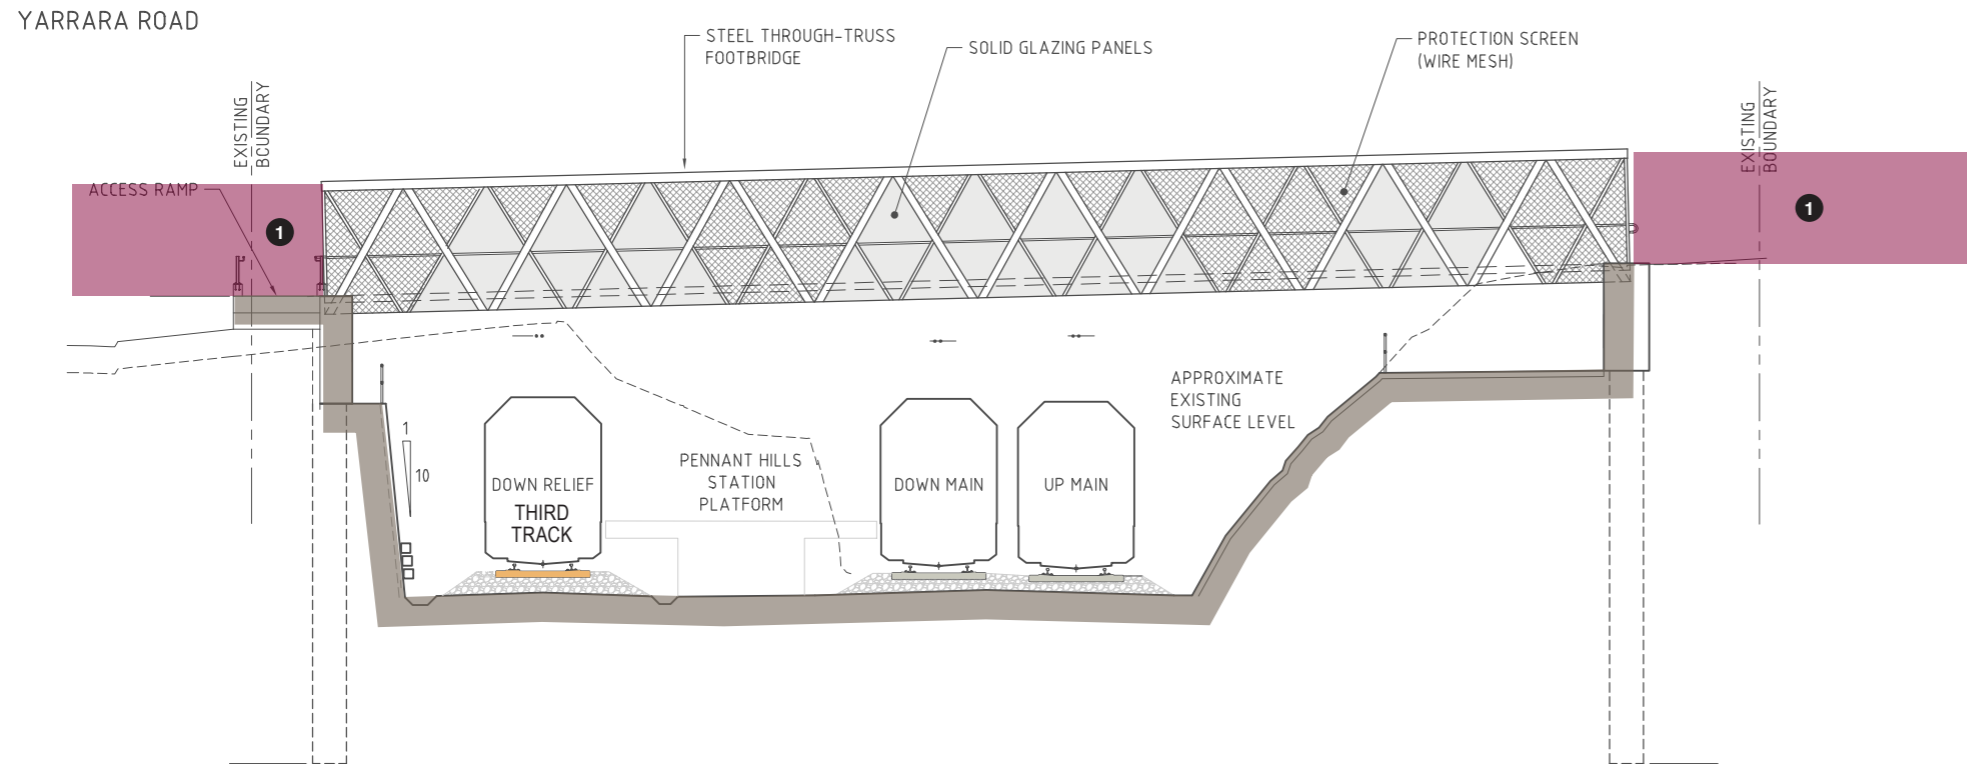 YARRARA ROAD
STEEL THROUGH-TRUSS
FOOTBRIDGE
SOLID GLAZING PANELS
PROTECTION SCREEN
(WIRE MESH)
EXISTING
BCUNDARY
EXISTING
BOUNDARY
ACCESS RAMP
1
1
APPROXIMATE
EXISTING
SURFACE LEVEL
1
10
PENNANT HILLS
STATION
PLATFORM
DOWN RELIEF
THIRD
TRACK
DOWN MAIN
UP MAIN